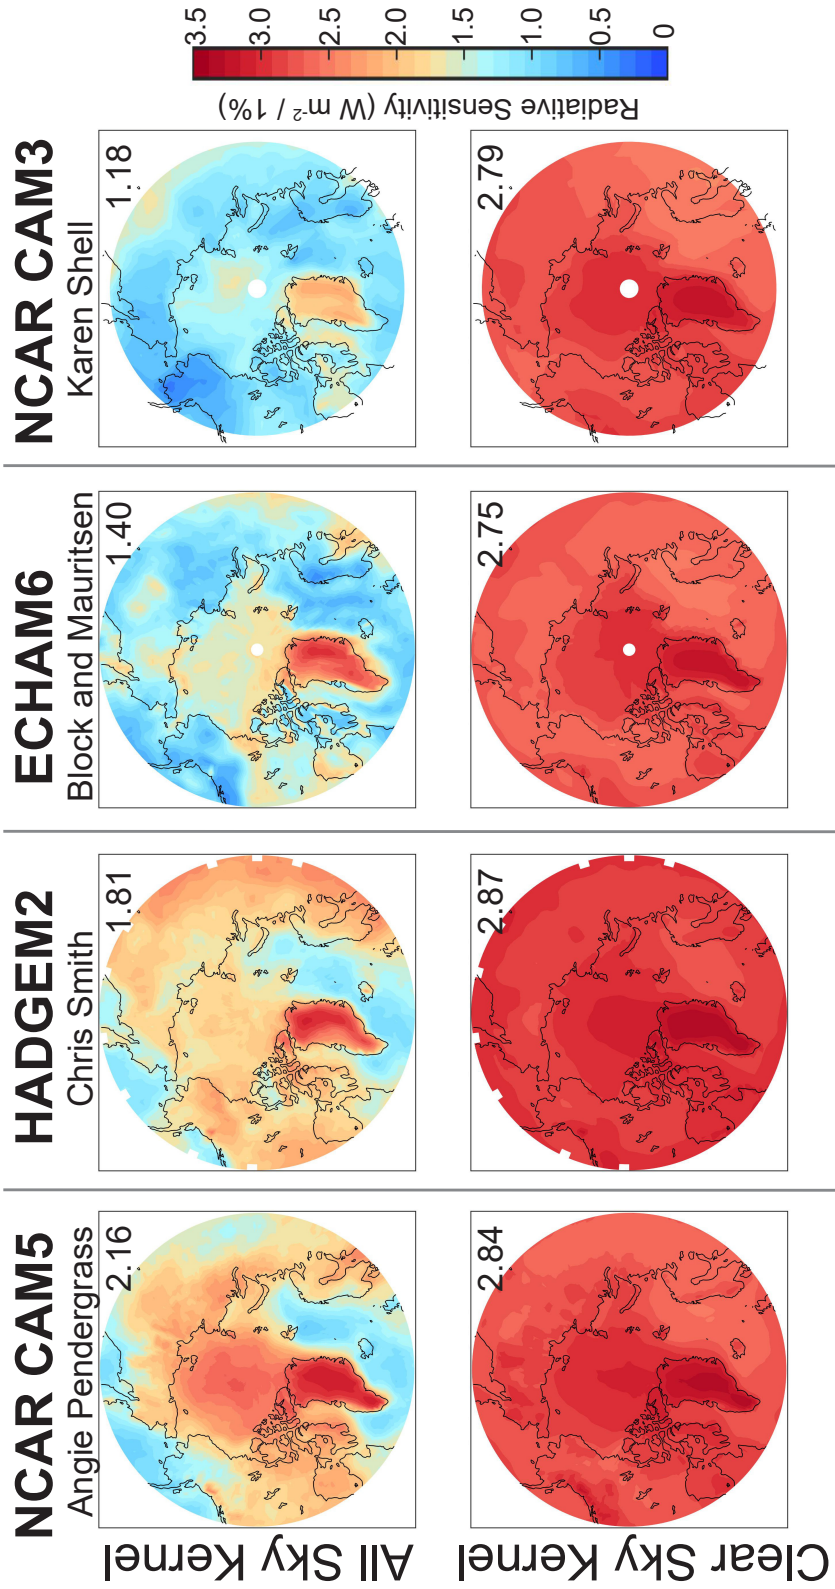 NCAR CAM5
Angie Pendergrass
HADGEM2
Chris Smith
ECHAM6
Block and Mauritsen
NCAR CAM3
Karen Shell
All Sky Kernel
2.16
1.81
1.40
1.18
Clear Sky Kernel
2.84
2.87
2.75
2.79
Radiative Sensitivity (W m⁻² / 1%)
3.5
3.0
2.5
2.0
1.5
1.0
0.5
0